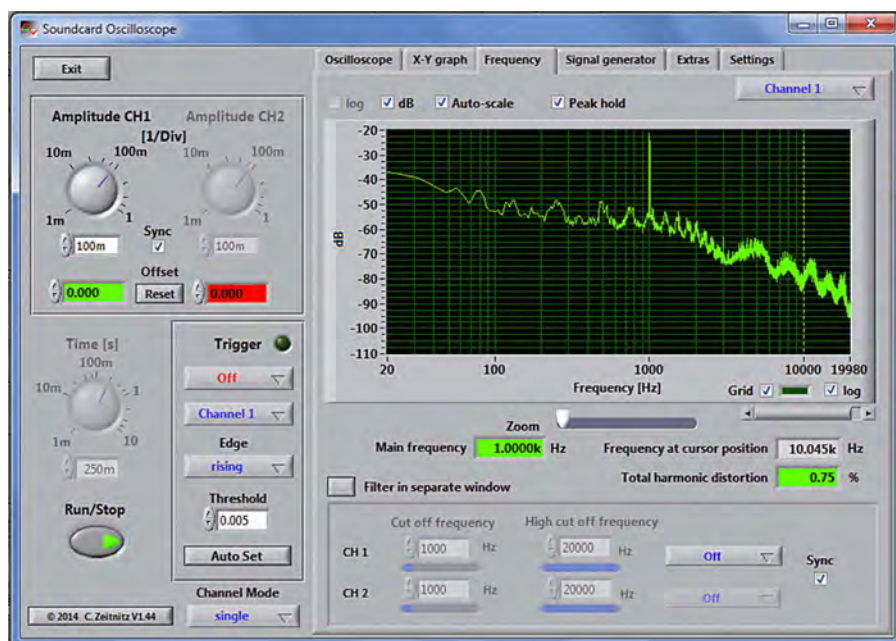 Soundcard Oscilloscope
Exit
Oscilloscope X-Y graph Frequency Signal generator Extras Settings
log dB Auto-scale Peak hold Channel 1
Amplitude CH1 Amplitude CH2
[1/Div]
10m 100m 10m 100m
1m 1 1m 1
Sync
100m 100m
Offset
0.000 Reset 0.000
Time [s]
100m
10m 1
1m 10
250m
Run/Stop
Trigger
Off
Channel 1
Edge
rising
Threshold
0.005
Auto Set
Channel Mode
single
© 2014 C. Zeitnitz V1.44
dB
-20
-30
-40
-50
-60
-70
-80
-90
-100
-110
20 100 1000 10000 19980
Frequency [Hz]
Grid log
Zoom
Main frequency 1.0000k Hz
Frequency at cursor position 10.045k Hz
Total harmonic distortion 0.75 %
Filter in separate window
Cut off frequency High cut off frequency
CH 1 1000 Hz 20000 Hz Off
Sync
CH 2 1000 Hz 20000 Hz Off